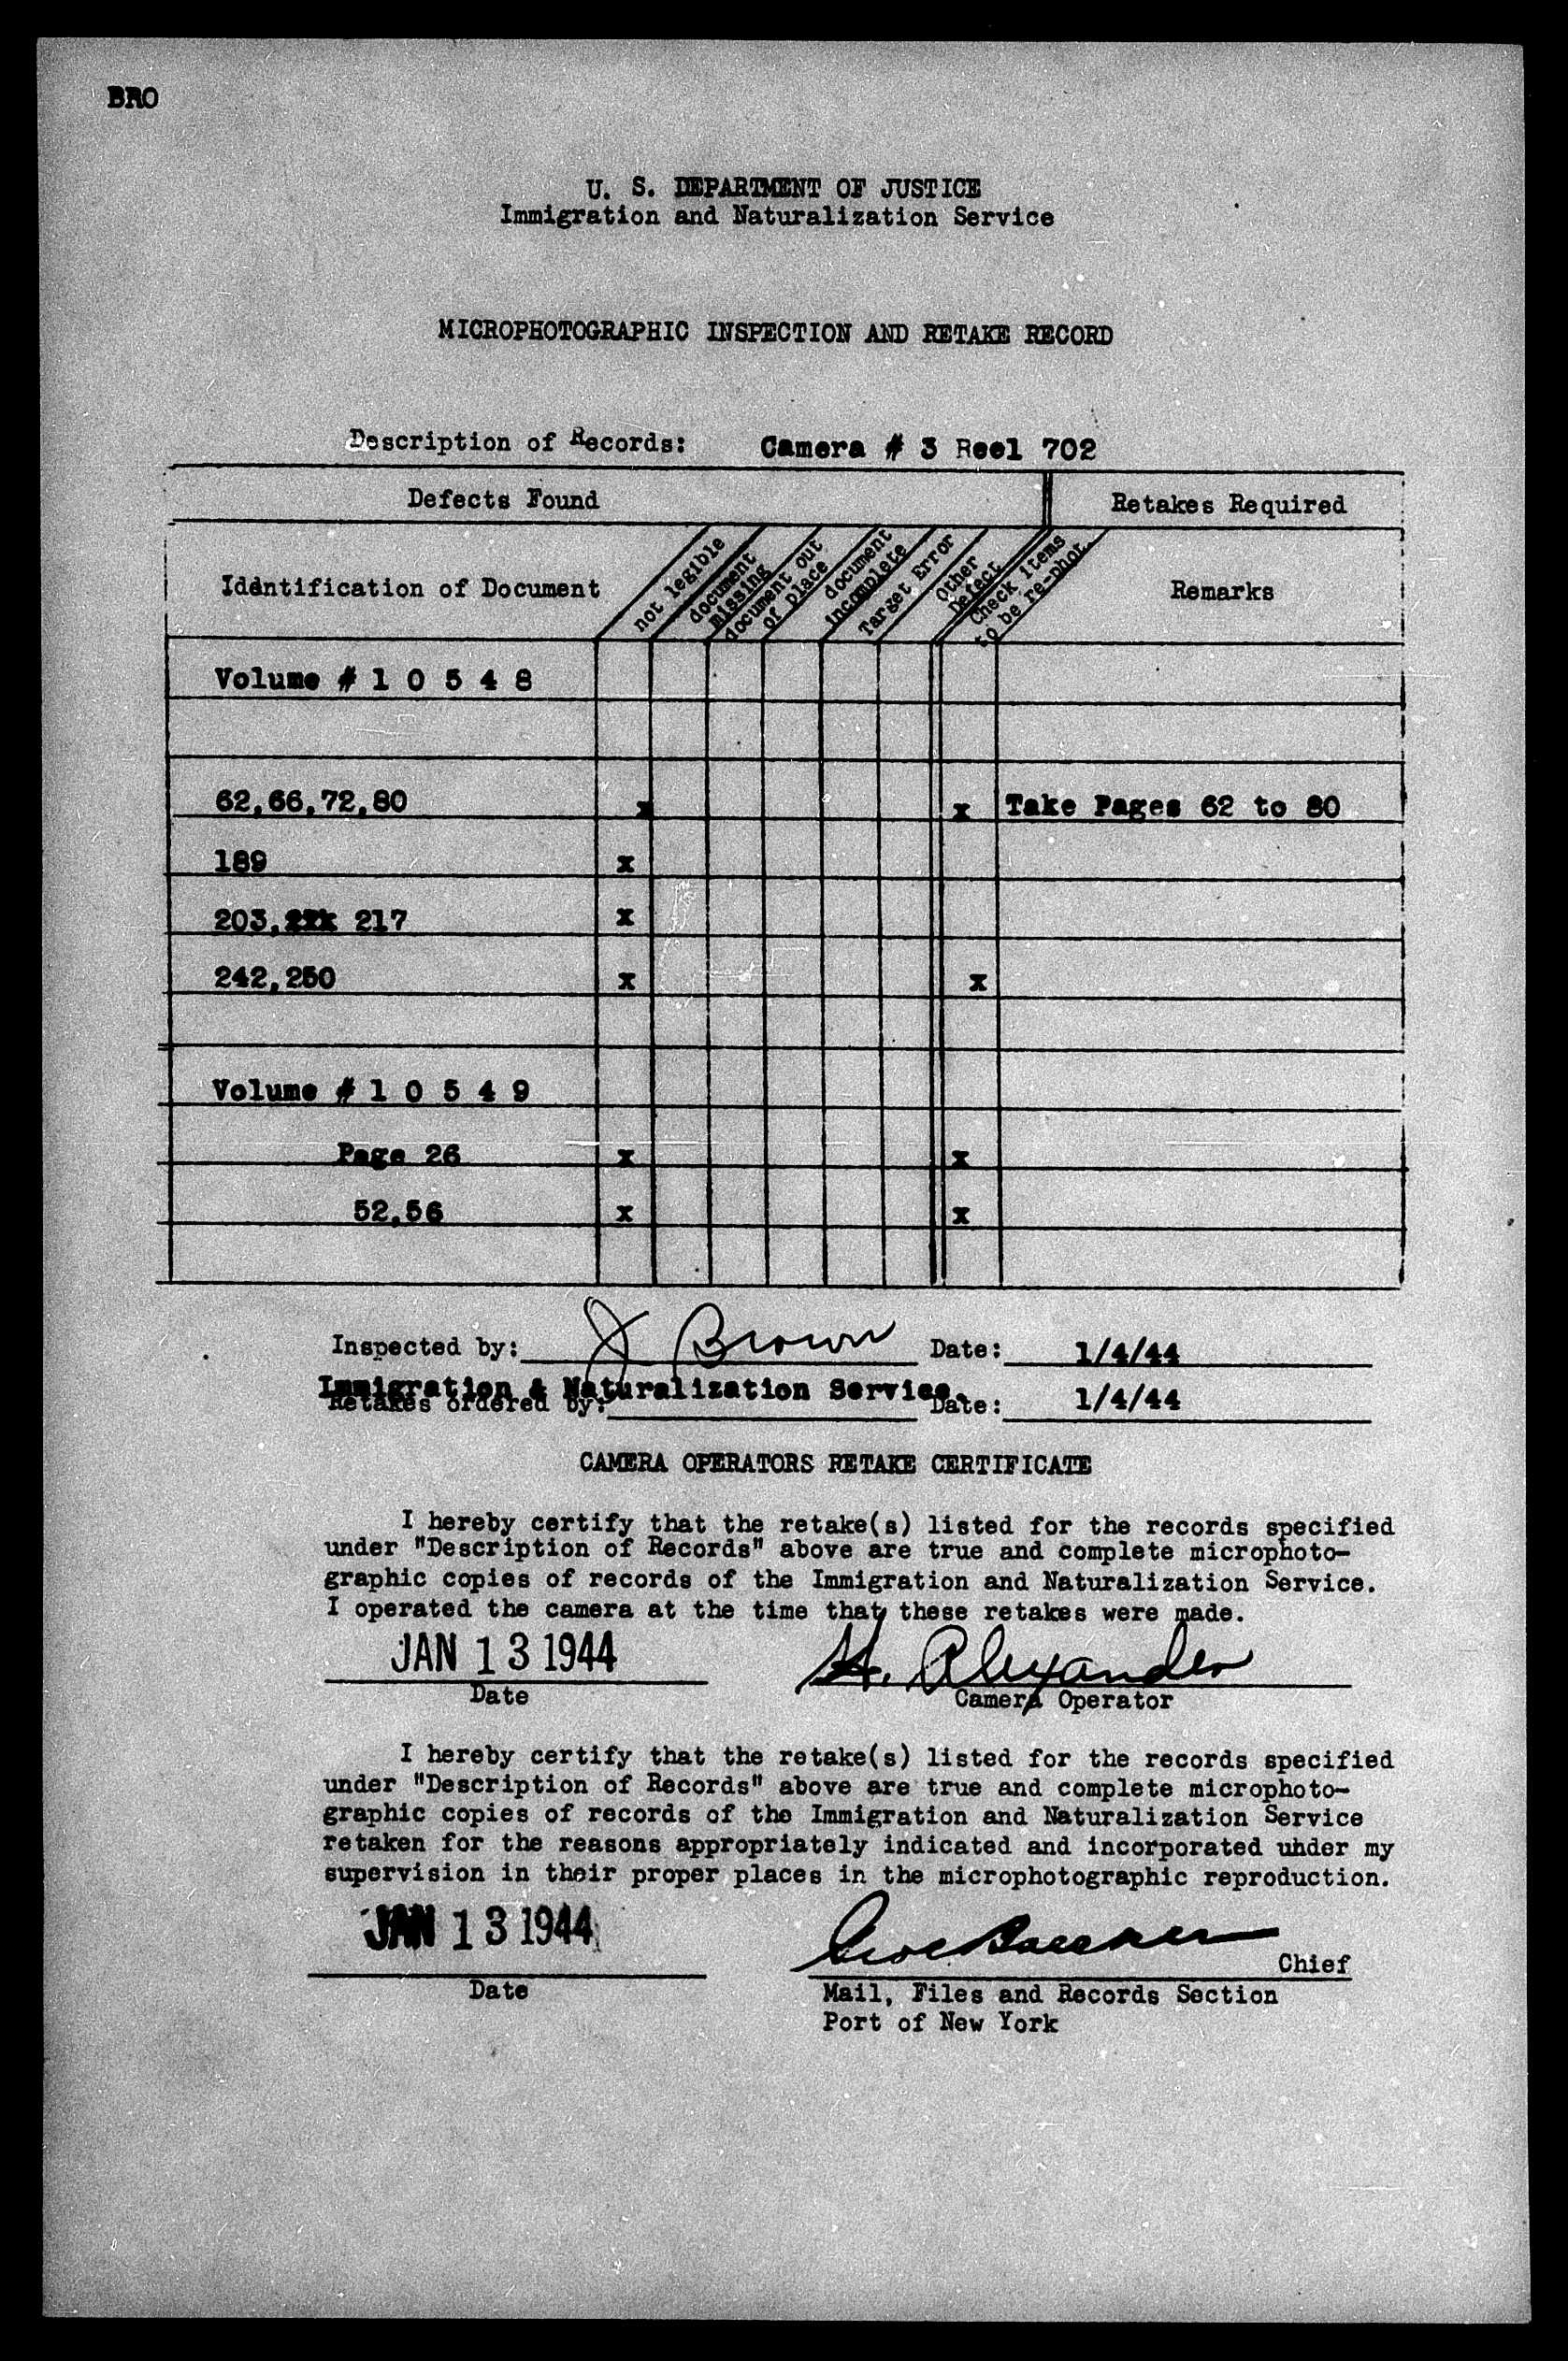 BRO
U. S. DEPARTMENT OF JUSTICE
Immigration and Naturalization Service
MICROPHOTOGRAPHIC INSPECTION AND RETAKE RECORD
Description of Records: Camera # 3 Reel 702
Defects Found Retakes Required
Identification of Document
not legible
document
missing
document out
of place
document
incomplete
Target Error
Other
Defect
Check items
to be re-phot.
Remarks
Volume # 1 0 5 4 8
62,66,72,80 x x Take Pages 62 to 80
189 x
203, 217 x
242,250 x x
Volume # 1 0 5 4 9
Page 26 x x
52,56 x x
Inspected by: J Brown Date: 1/4/44
Immigration & Naturalization Service.
Retakes ordered by: Date: 1/4/44
CAMERA OPERATORS RETAKE CERTIFICATE
I hereby certify that the retake(s) listed for the records specified
under "Description of Records" above are true and complete microphoto-
graphic copies of records of the Immigration and Naturalization Service.
I operated the camera at the time that these retakes were made.
JAN 13 1944 H. Alexander
Date Camera Operator
I hereby certify that the retake(s) listed for the records specified
under "Description of Records" above are true and complete microphoto-
graphic copies of records of the Immigration and Naturalization Service
retaken for the reasons appropriately indicated and incorporated under my
supervision in their proper places in the microphotographic reproduction.
JAN 13 1944
Chief
Date Mail, Files and Records Section
Port of New York